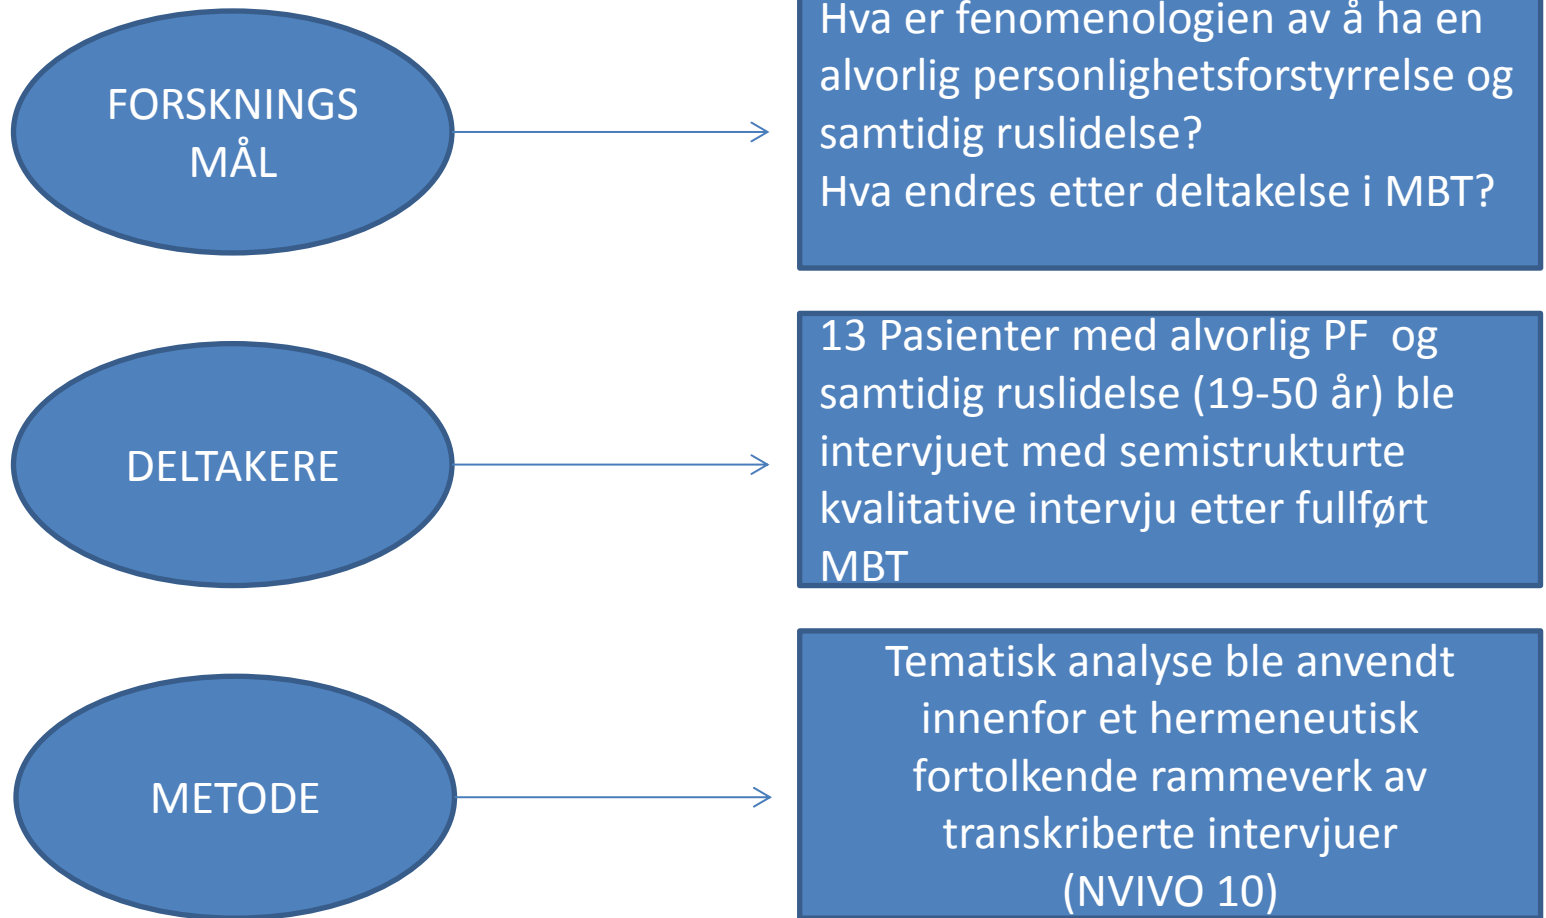 FORSKNINGS
MÅL
Hva er fenomenologien av å ha en
alvorlig personlighetsforstyrrelse og
samtidig ruslidelse?
Hva endres etter deltakelse i MBT?
DELTAKERE
13 Pasienter med alvorlig PF og
samtidig ruslidelse (19-50 år) ble
intervjuet med semistrukturte
kvalitative intervju etter fullført
MBT
METODE
Tematisk analyse ble anvendt
innenfor et hermeneutisk
fortolkende rammeverk av
transkriberte intervjuer
(NVIVO 10)